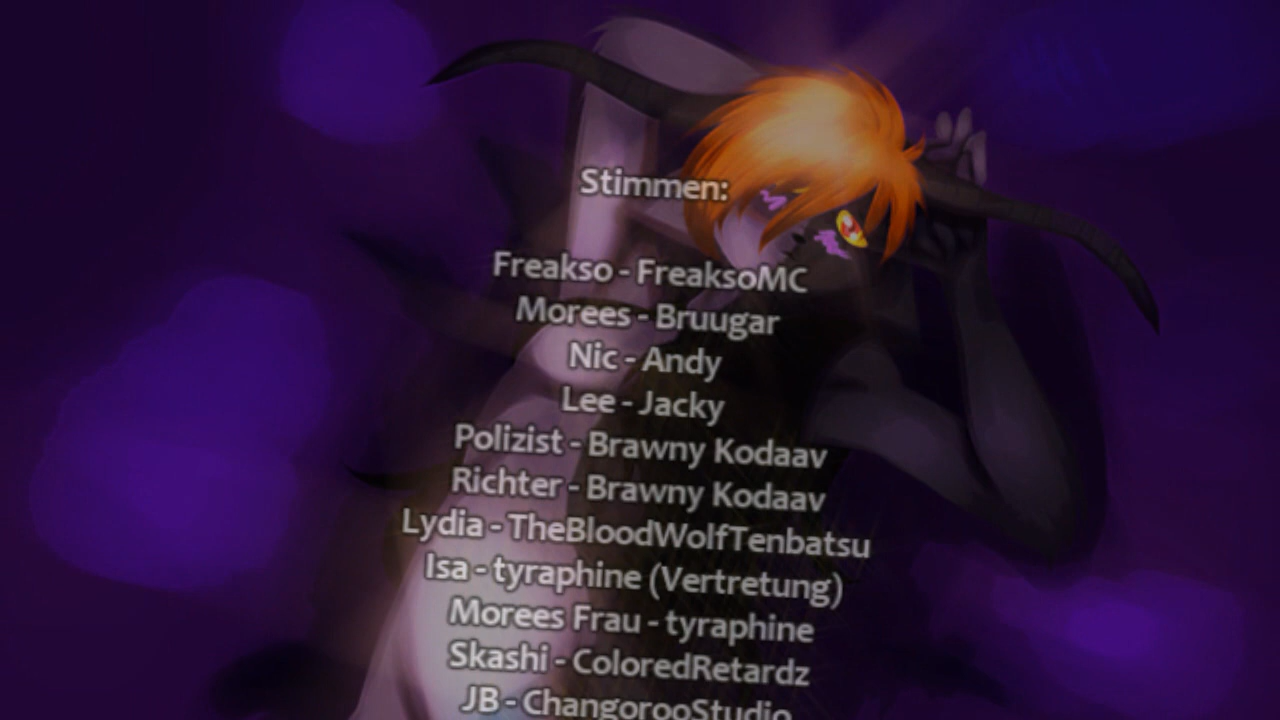 Stimmen:
Freakso - FreaksoMC
Morees - Bruugar
Nic - Andy
Lee - Jacky
Polizist - Brawny Kodaav
Richter - Brawny Kodaav
Lydia - TheBloodWolfTenbatsu
Isa - tyraphine (Vertretung)
Morees Frau - tyraphine
Skashi - ColoredRetardz
JB - ChangorooStudio